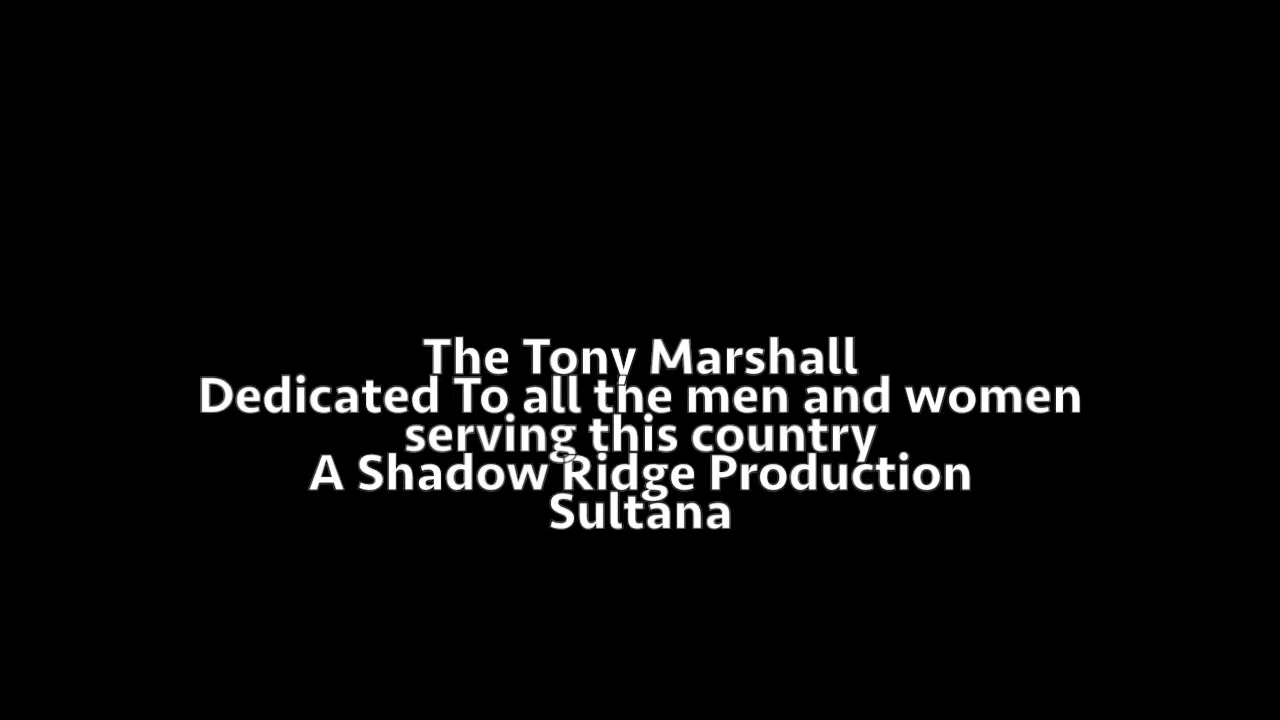 The Tony Marshall
Dedicated To all the men and women
serving this country
A Shadow Ridge Production
Sultana